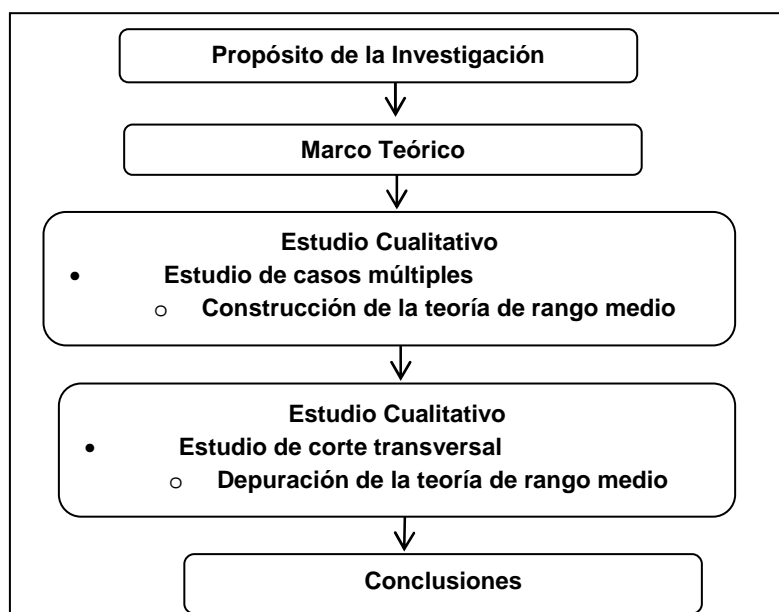 Propósito de la Investigación
Marco Teórico
Estudio Cualitativo
• Estudio de casos múltiples
o Construcción de la teoría de rango medio
Estudio Cualitativo
• Estudio de corte transversal
o Depuración de la teoría de rango medio
Conclusiones